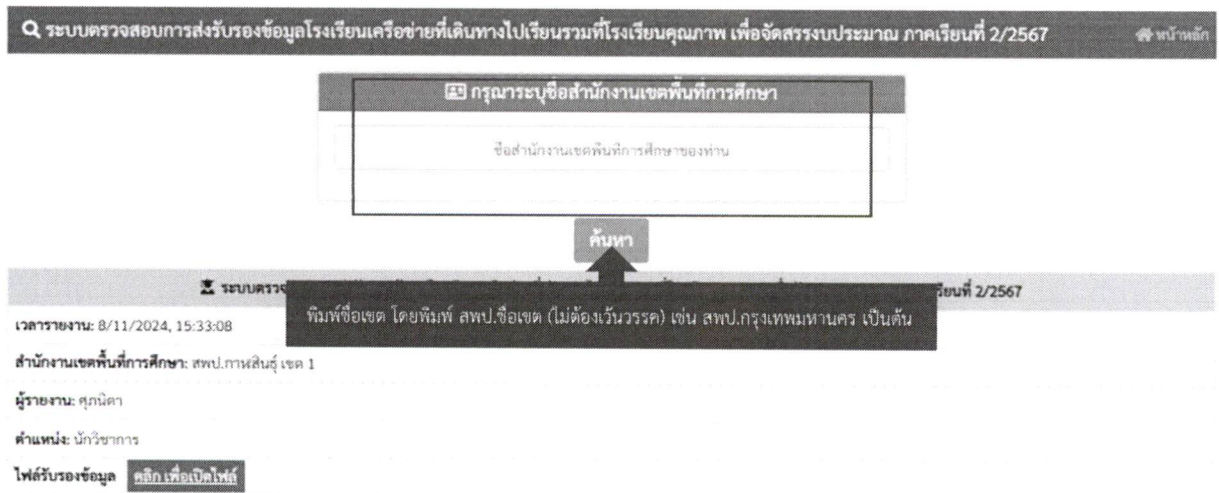 ระบบตรวจสอบการส่งรับรองข้อมูลโรงเรียนเครือข่ายที่เดินทางไปเรียนรวมที่โรงเรียนคุณภาพ เพื่อจัดสรรงบประมาณ ภาคเรียนที่ 2/2567 หน้าหลัก
กรุณาระบุชื่อสำนักงานเขตพื้นที่การศึกษา
ชื่อสำนักงานเขตพื้นที่การศึกษาของท่าน
ค้นหา
ระบบตรวจ เรียนที่ 2/2567
พิมพ์ชื่อเขต โดยพิมพ์ สพป.ชื่อเขต (ไม่ต้องเว้นวรรค) เช่น สพป.กรุงเทพมหานคร เป็นต้น
เวลารายงาน: 8/11/2024, 15:33:08
สำนักงานเขตพื้นที่การศึกษา: สพป.กาฬสินธุ์ เขต 1
ผู้รายงาน: ศุภนิดา
ตำแหน่ง: นักวิชาการ
ไฟล์รับรองข้อมูล คลิก เพื่อเปิดไฟล์